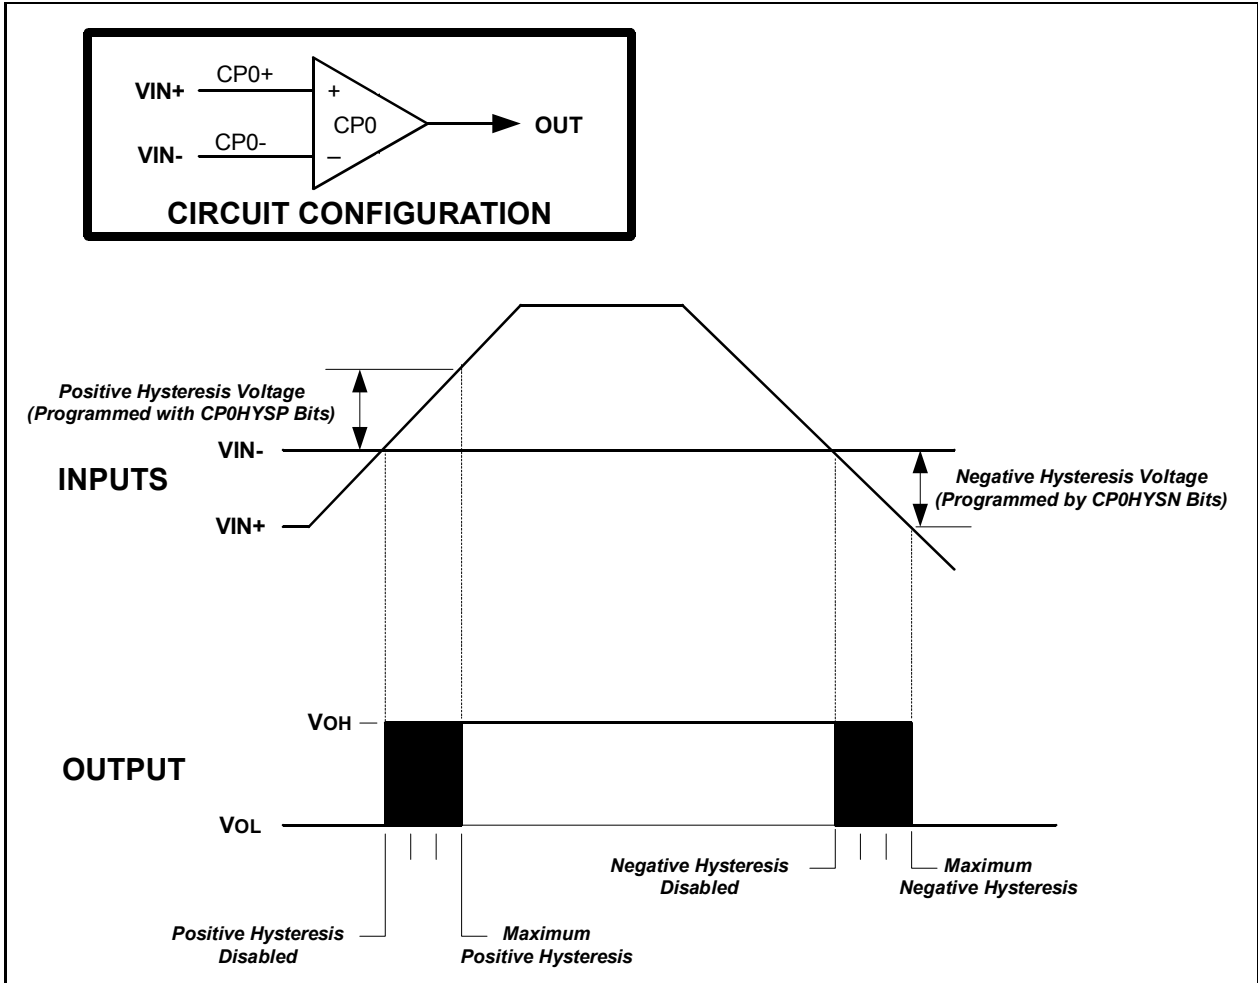 VIN+
CP0+
+
CP0
OUT
VIN-
CP0-
–
CIRCUIT CONFIGURATION
Positive Hysteresis Voltage
(Programmed with CP0HYSP Bits)
VIN-
INPUTS
VIN+
Negative Hysteresis Voltage
(Programmed by CP0HYSN Bits)
VOH
OUTPUT
VOL
Negative Hysteresis
Disabled
Maximum
Negative Hysteresis
Positive Hysteresis
Disabled
Maximum
Positive Hysteresis